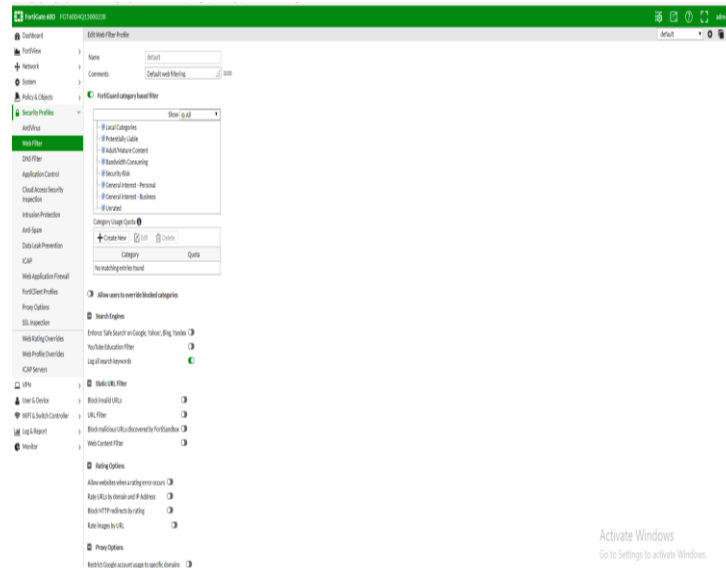 FortiGate 60D
Dashboard
FortiView
Network
System
Policy & Objects
Security Profiles
AntiVirus
Web Filter
DNS Filter
Application Control
Cloud Access Security
Inspection
Intrusion Protection
Anti-Spam
Data Leak Prevention
ICAP
Web Application Firewall
FortiClient Profiles
Proxy Options
SSL Inspection
Web Rating Overrides
Web Profile Overrides
ICAP Servers
VPN
User & Device
WiFi & Switch Controller
Log & Report
Monitor
Edit Web Filter Profile
default
Name default
Comments Default web filtering.
FortiGuard category based filter
Show All
Local Categories
Potentially Liable
Adult/Mature Content
Bandwidth Consuming
Security Risk
General Interest - Personal
General Interest - Business
Unrated
Category Usage Quota
Create New Edit Delete
Category Quota
No matching entries found
Allow users to override blocked categories
Search Engines
Enforce 'Safe Search' on Google, Yahoo!, Bing, Yandex
YouTube Education Filter
Log all search keywords
Static URL Filter
Block invalid URLs
URL Filter
Block malicious URLs discovered by FortiSandbox
Web Content Filter
Rating Options
Allow websites when a rating error occurs
Rate URLs by domain and IP Address
Block HTTP redirects by rating
Rate images by URL
Proxy Options
Restrict Google account usage to specific domains
Activate Windows
Go to Settings to activate Windows.